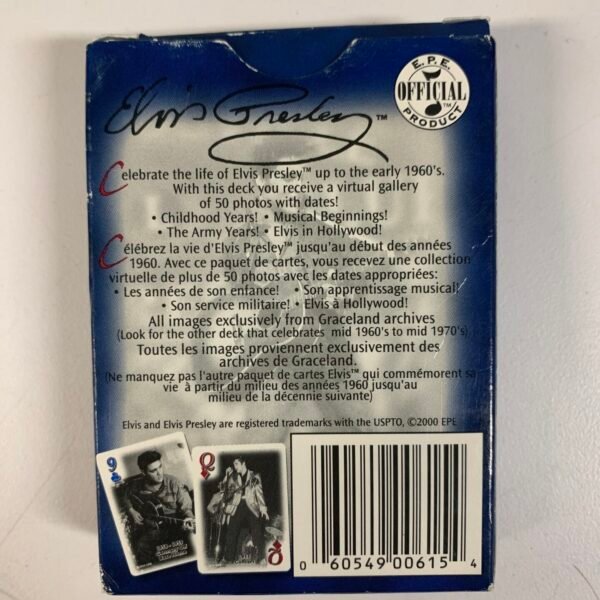 E.P.E.
OFFICIAL™
PRODUCT
Elvis Presley™
Celebrate the life of Elvis Presley™ up to the early 1960's.
With this deck you receive a virtual gallery
of 50 photos with dates!
• Childhood Years! • Musical Beginnings!
• The Army Years! • Elvis in Hollywood!
Célébrez la vie d'Elvis Presley™ jusqu'au début des années
1960. Avec ce paquet de cartes, vous recevez une collection
virtuelle de plus de 50 photos avec les dates appropriées:
• Les années de son enfance! • Son apprentissage musical!
• Son service militaire! • Elvis à Hollywood!
All images exclusively from Graceland archives
(Look for the other deck that celebrates mid 1960's to mid 1970's).
Toutes les images proviennent exclusivement des
archives de Graceland.
(Ne manquez pas l'autre paquet de cartes Elvis™ qui commémorent sa
vie à partir du milieu des années 1960 jusqu'au
milieu de la décennie suivante)
Elvis and Elvis Presley are registered trademarks with the USPTO, ©2000 EPE
9
Q
Q
0 60549 00615 4